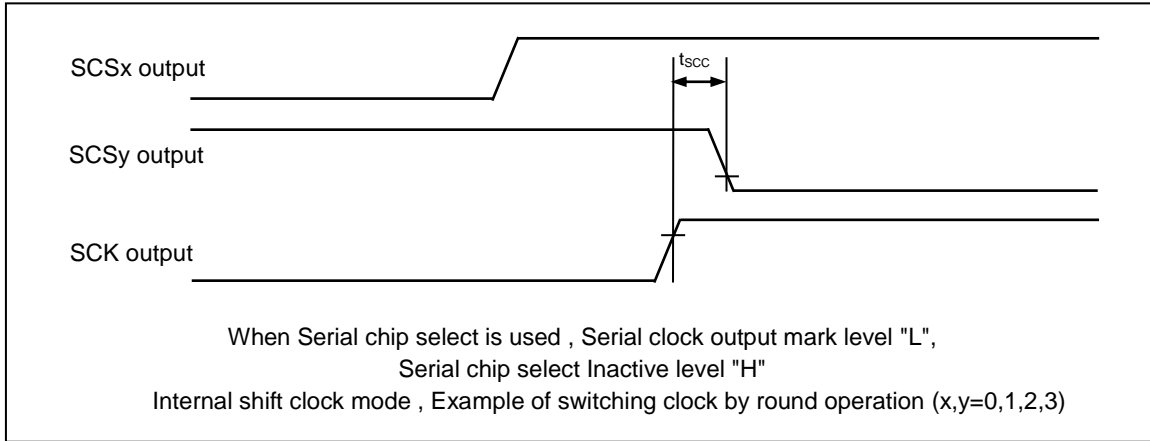 SCSx output
tSCC
SCSy output
SCK output
When Serial chip select is used , Serial clock output mark level "L",
Serial chip select Inactive level "H"
Internal shift clock mode , Example of switching clock by round operation (x,y=0,1,2,3)